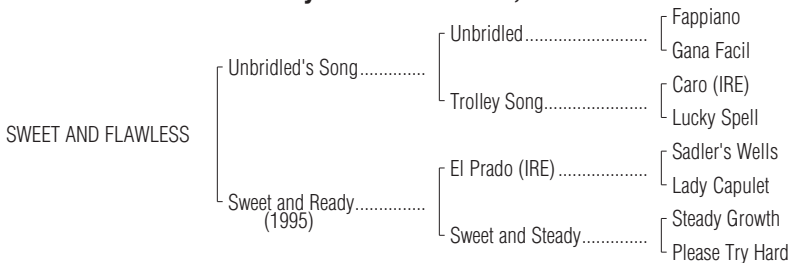 Fappiano
Unbridled......................
Gana Facil
Unbridled's Song..............
Caro (IRE)
Trolley Song...................
Lucky Spell
SWEET AND FLAWLESS
Sadler's Wells
El Prado (IRE) ................
Lady Capulet
Sweet and Ready...............
(1995)
Steady Growth
Sweet and Steady.............
Please Try Hard